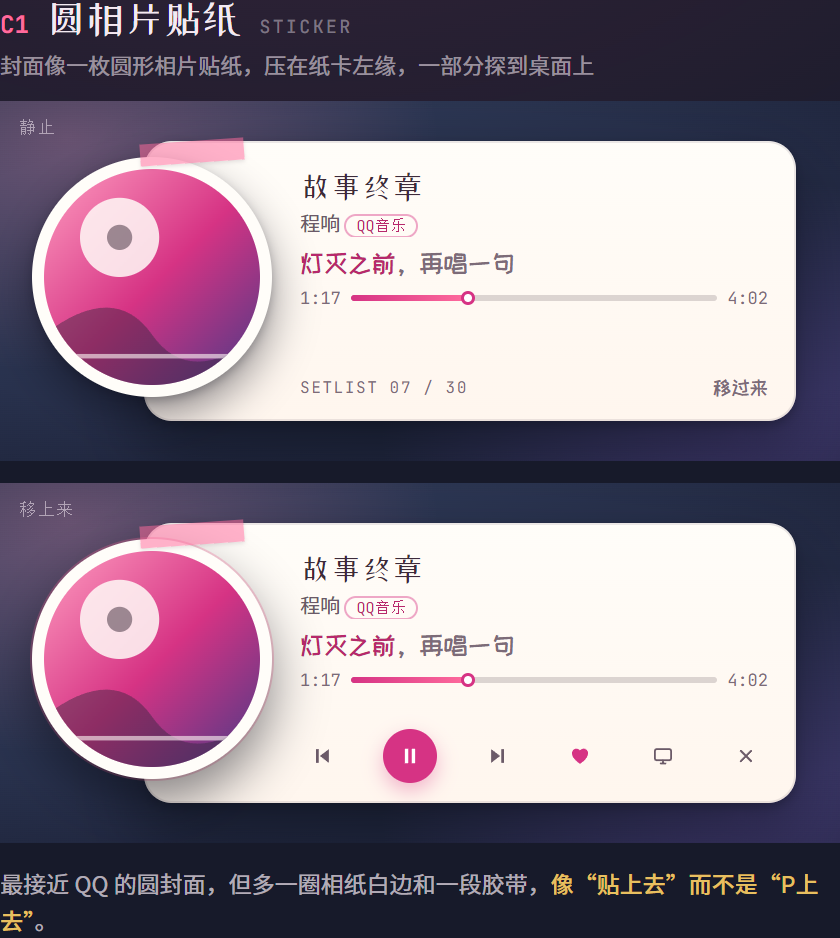 C1 圆相片贴纸 STICKER
封面像一枚圆形相片贴纸，压在纸卡左缘，一部分探到桌面上
静止
故事终章
程响 QQ音乐
灯灭之前，再唱一句
1:17 4:02
SETLIST 07 / 30 移过来
移上来
故事终章
程响 QQ音乐
灯灭之前，再唱一句
1:17 4:02
最接近 QQ 的圆封面，但多一圈相纸白边和一段胶带，像“贴上去”而不是“P上
去”。